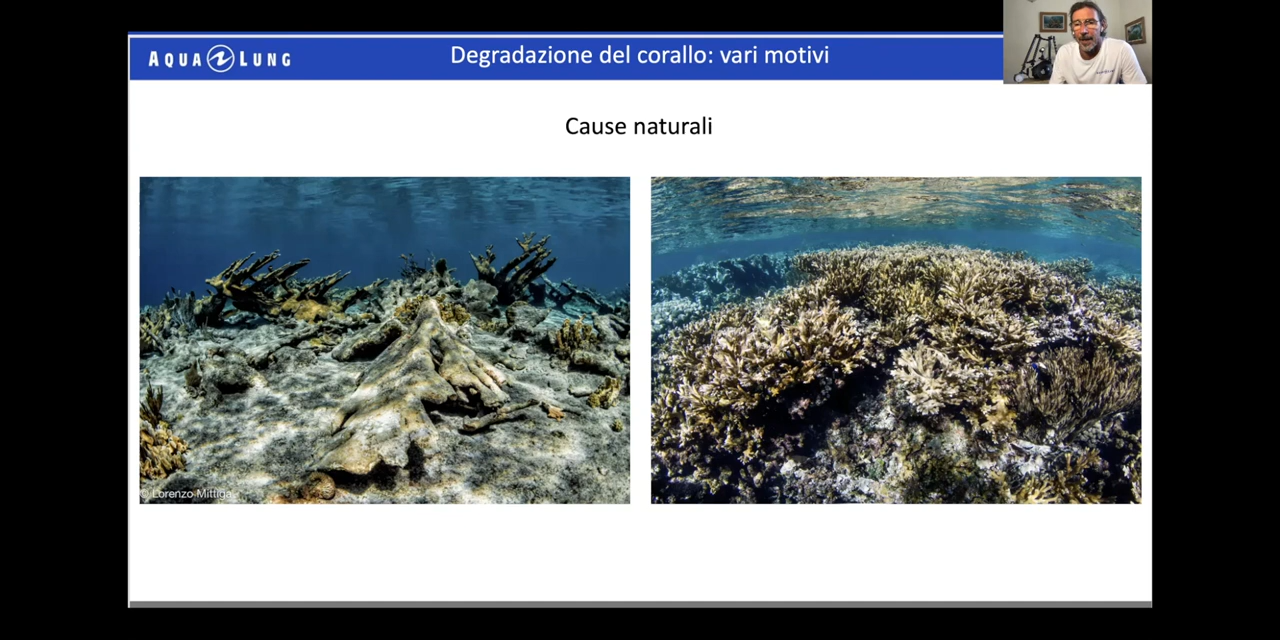 AQUA LUNG
Degradazione del corallo: vari motivi
Cause naturali
© Lorenzo Mittiga